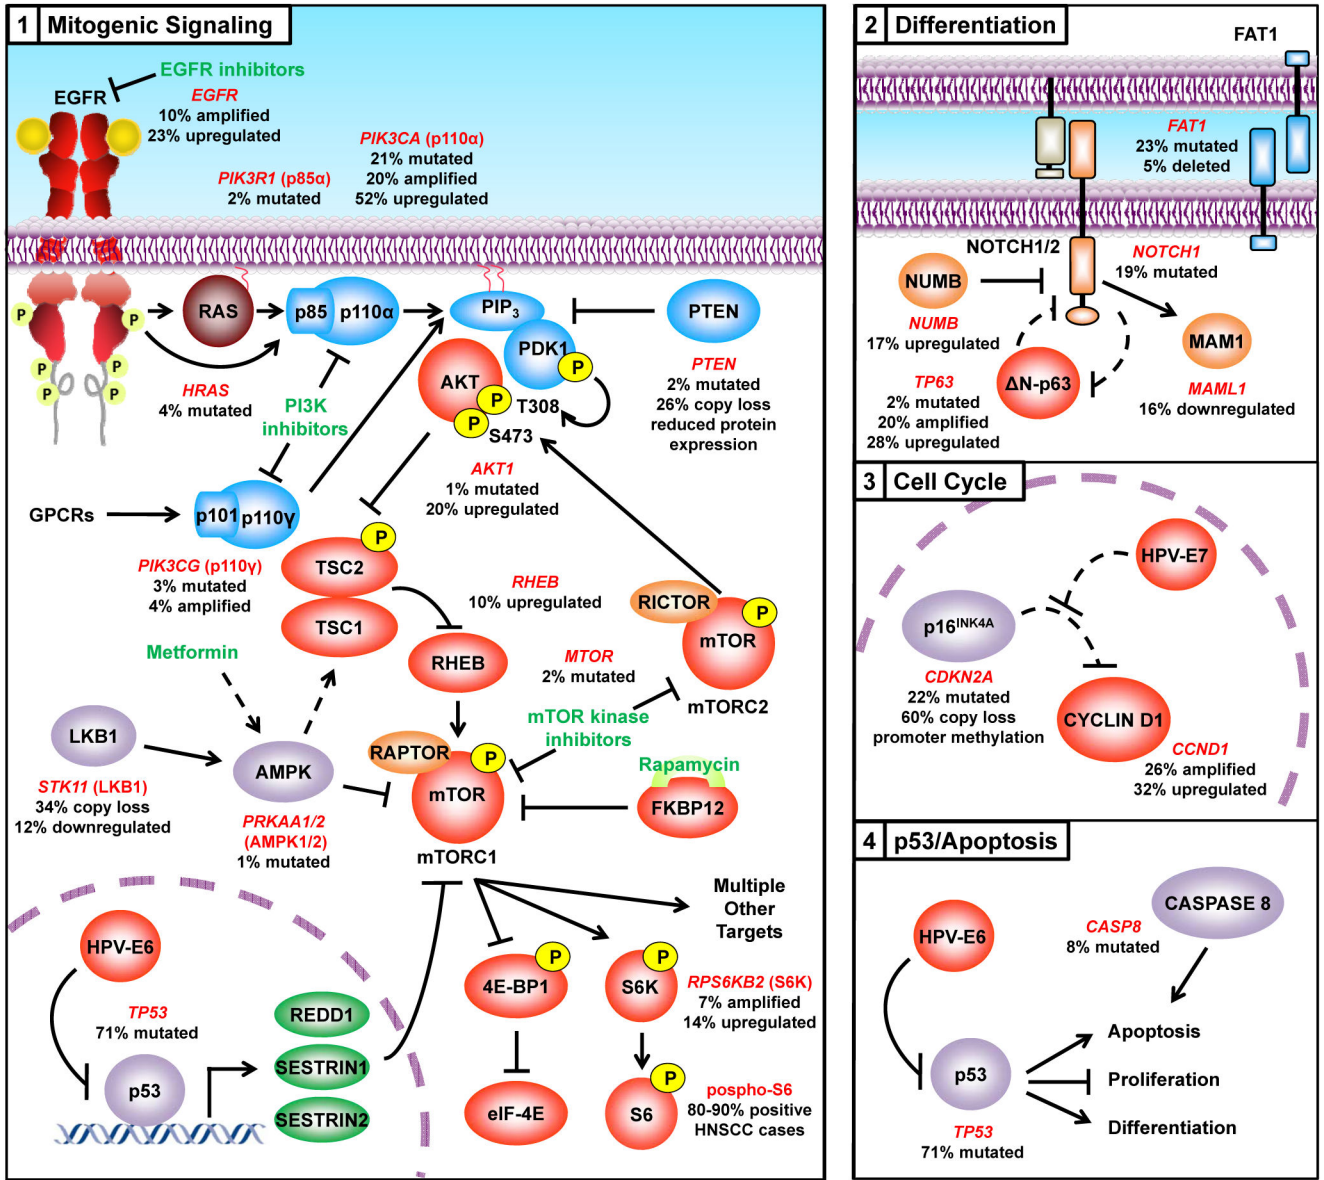 1 Mitogenic Signaling
EGFR inhibitors
EGFR
EGFR
10% amplified
23% upregulated
PIK3R1 (p85α)
2% mutated
PIK3CA (p110α)
21% mutated
20% amplified
52% upregulated
P
P
P
P
RAS
p85
p110α
PIP3
PDK1
P
PTEN
HRAS
4% mutated
PI3K
inhibitors
AKT
P
P
T308
S473
PTEN
2% mutated
26% copy loss
reduced protein
expression
AKT1
1% mutated
20% upregulated
GPCRs
p101
p110γ
PIK3CG (p110γ)
3% mutated
4% amplified
P
TSC2
TSC1
RHEB
10% upregulated
RHEB
RICTOR
P
mTOR
mTORC2
MTOR
2% mutated
mTOR kinase
inhibitors
Metformin
LKB1
AMPK
STK11 (LKB1)
34% copy loss
12% downregulated
PRKAA1/2
(AMPK1/2)
1% mutated
RAPTOR
P
mTOR
mTORC1
Rapamycin
FKBP12
Multiple
Other
Targets
HPV-E6
TP53
71% mutated
p53
REDD1
SESTRIN1
SESTRIN2
P
4E-BP1
eIF-4E
P
S6K
P
S6
RPS6KB2 (S6K)
7% amplified
14% upregulated
pospho-S6
80-90% positive
HNSCC cases
2 Differentiation
FAT1
FAT1
23% mutated
5% deleted
NOTCH1/2
NOTCH1
19% mutated
NUMB
NUMB
17% upregulated
MAM1
MAML1
16% downregulated
ΔN-p63
TP63
2% mutated
20% amplified
28% upregulated
3 Cell Cycle
HPV-E7
p16INK4A
CDKN2A
22% mutated
60% copy loss
promoter methylation
CYCLIN D1
CCND1
26% amplified
32% upregulated
4 p53/Apoptosis
CASPASE 8
CASP8
8% mutated
HPV-E6
p53
TP53
71% mutated
Apoptosis
Proliferation
Differentiation